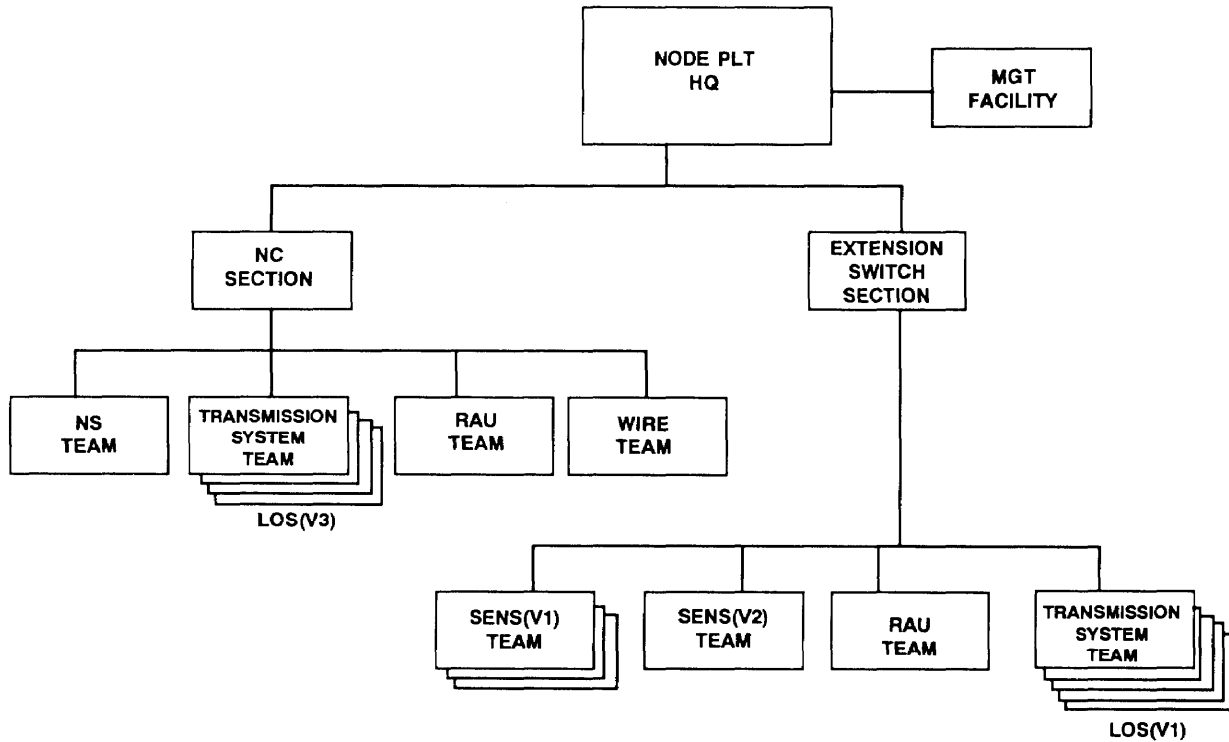 NODE PLT
HQ
MGT
FACILITY
NC
SECTION
EXTENSION
SWITCH
SECTION
NS
TEAM
TRANSMISSION
SYSTEM
TEAM
LOS(V3)
RAU
TEAM
WIRE
TEAM
SENS(V1)
TEAM
SENS(V2)
TEAM
RAU
TEAM
TRANSMISSION
SYSTEM
TEAM
LOS(V1)